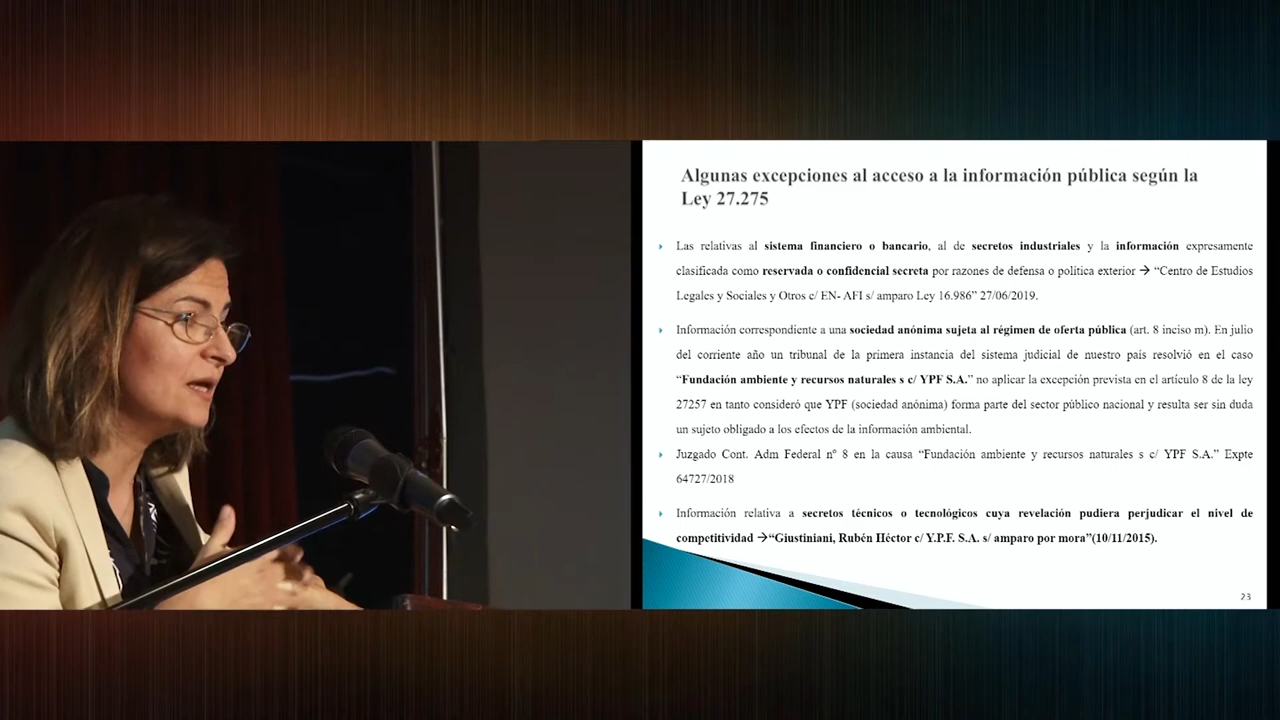 Algunas excepciones al acceso a la información pública según la
Ley 27.275
Las relativas al sistema financiero o bancario, al de secretos industriales y la información expresamente
clasificada como reservada o confidencial secreta por razones de defensa o política exterior → “Centro de Estudios
Legales y Sociales y Otros c/ EN- AFI s/ amparo Ley 16.986” 27/06/2019.
Información correspondiente a una sociedad anónima sujeta al régimen de oferta pública (art. 8 inciso m). En julio
del corriente año un tribunal de la primera instancia del sistema judicial de nuestro país resolvió en el caso
“Fundación ambiente y recursos naturales s c/ YPF S.A.” no aplicar la excepción prevista en el artículo 8 de la ley
27257 en tanto consideró que YPF (sociedad anónima) forma parte del sector público nacional y resulta ser sin duda
un sujeto obligado a los efectos de la información ambiental.
Juzgado Cont. Adm Federal nº 8 en la causa “Fundación ambiente y recursos naturales s c/ YPF S.A.” Expte
64727/2018
Información relativa a secretos técnicos o tecnológicos cuya revelación pudiera perjudicar el nivel de
competitividad →“Giustiniani, Rubén Héctor c/ Y.P.F. S.A. s/ amparo por mora”(10/11/2015).
23